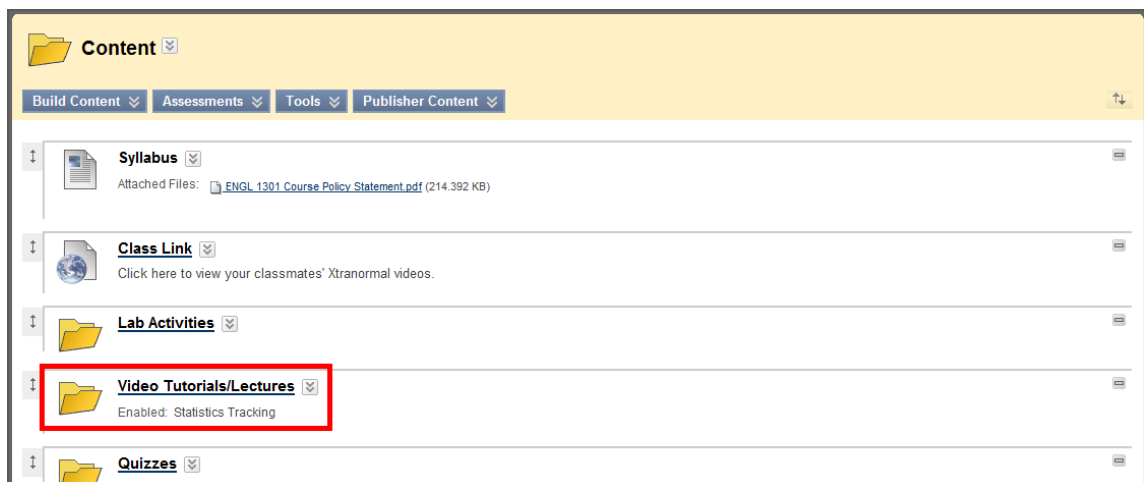 Content
Build Content Assessments Tools Publisher Content
Syllabus
Attached Files: ENGL 1301 Course Policy Statement.pdf (214.392 KB)
Class Link
Click here to view your classmates' Xtranormal videos.
Lab Activities
Video Tutorials/Lectures
Enabled: Statistics Tracking
Quizzes